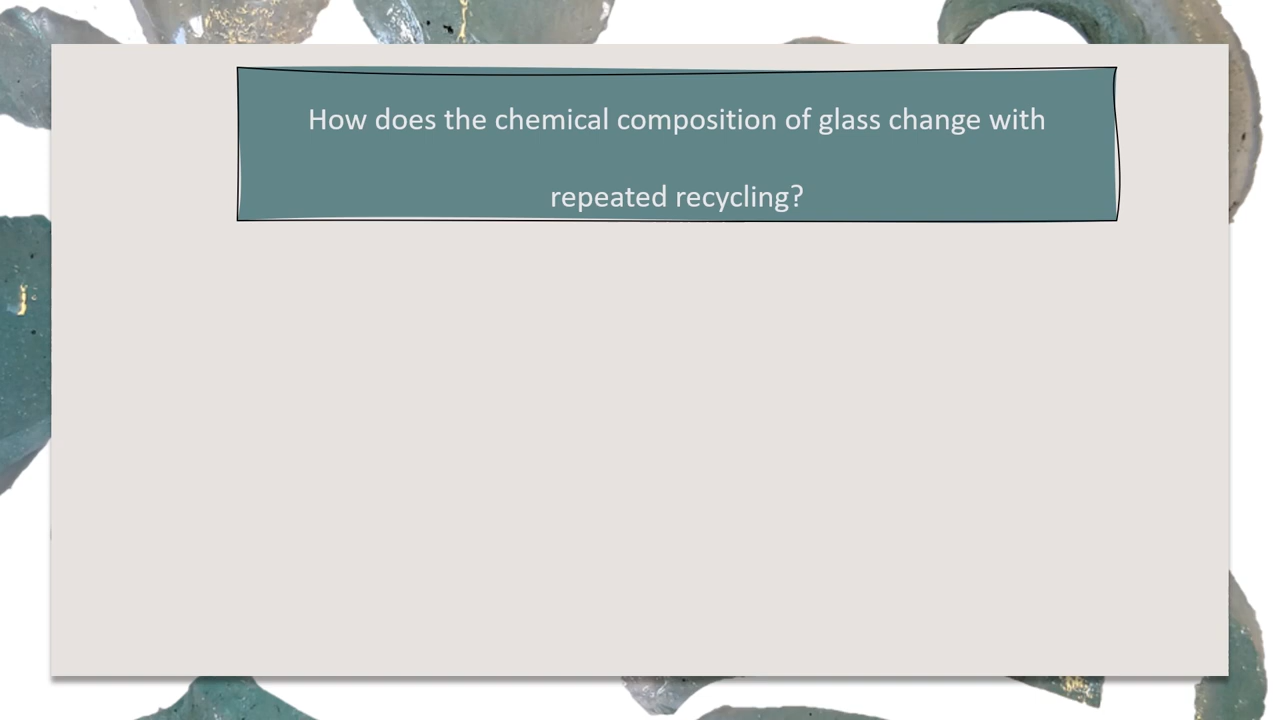 How does the chemical composition of glass change with
repeated recycling?